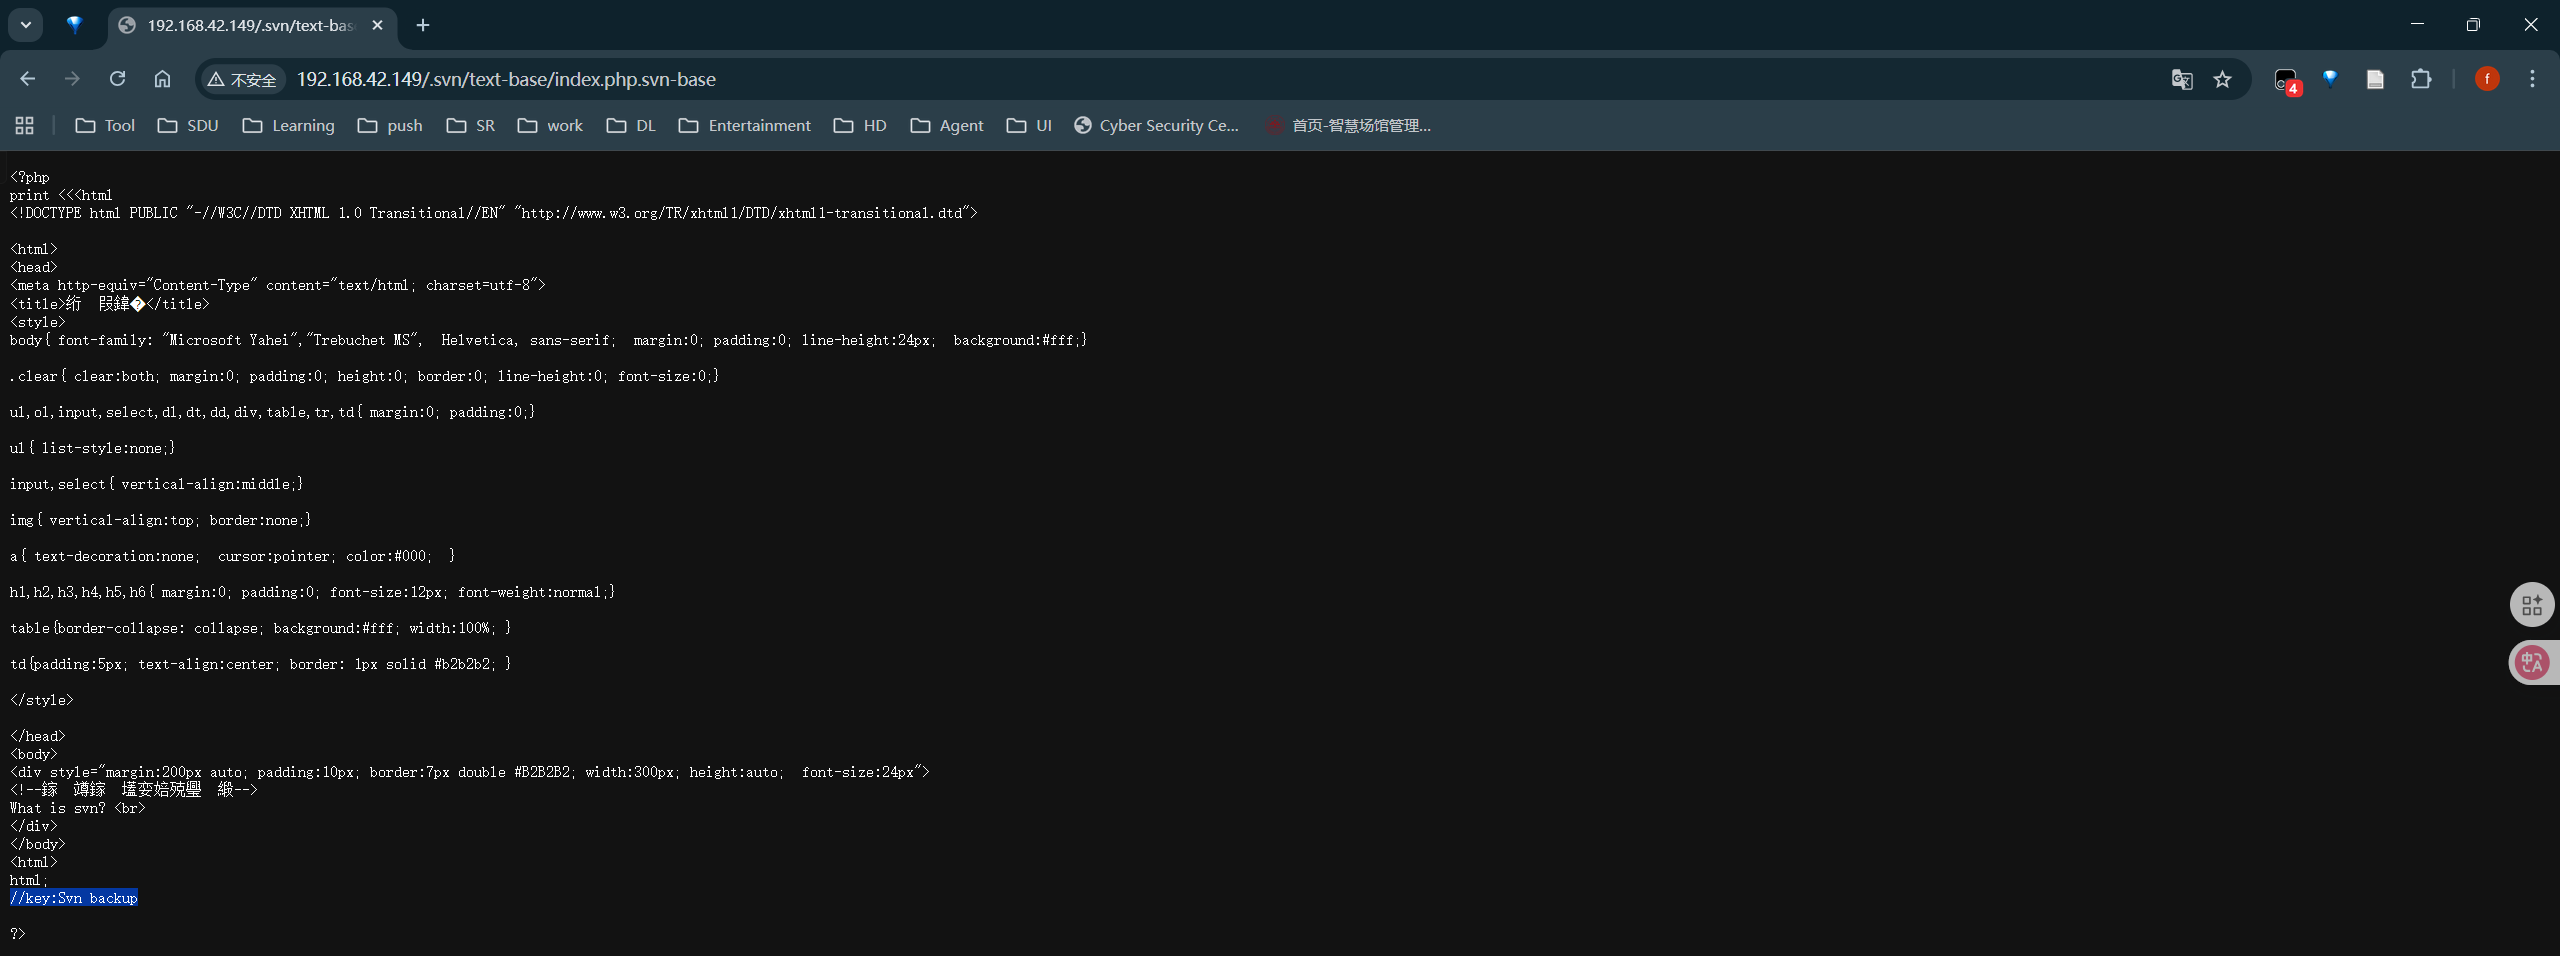 192.168.42.149/.svn/text-bas
不安全
192.168.42.149/.svn/text-base/index.php.svn-base
4
f
Tool
SDU
Learning
push
SR
work
DL
Entertainment
HD
Agent
UI
Cyber Security Ce...
首页-智慧场馆管理...
<?php
print <<<html
<!DOCTYPE html PUBLIC "-//W3C//DTD XHTML 1.0 Transitional//EN" "http://www.w3.org/TR/xhtml1/DTD/xhtml1-transitional.dtd">
<html>
<head>
<meta http-equiv="Content-Type" content="text/html; charset=utf-8">
<title>绗 叚鍏�</title>
<style>
body{ font-family: "Microsoft Yahei","Trebuchet MS",  Helvetica, sans-serif;  margin:0; padding:0; line-height:24px;  background:#fff;}
.clear{ clear:both; margin:0; padding:0; height:0; border:0; line-height:0; font-size:0;}
ul,ol,input,select,dl,dt,dd,div,table,tr,td{ margin:0; padding:0;}
ul{ list-style:none;}
input,select{ vertical-align:middle;}
img{ vertical-align:top; border:none;}
a{ text-decoration:none;  cursor:pointer; color:#000;  }
h1,h2,h3,h4,h5,h6{ margin:0; padding:0; font-size:12px; font-weight:normal;}
table{border-collapse: collapse; background:#fff; width:100%; }
td{padding:5px; text-align:center; border: 1px solid #b2b2b2; }
</style>
</head>
<body>
<div style="margin:200px auto; padding:10px; border:7px double #B2B2B2; width:300px; height:auto;  font-size:24px">
What is svn? <br>
</div>
</body>
<html>
html;
//key:Svn backup
?>
中A